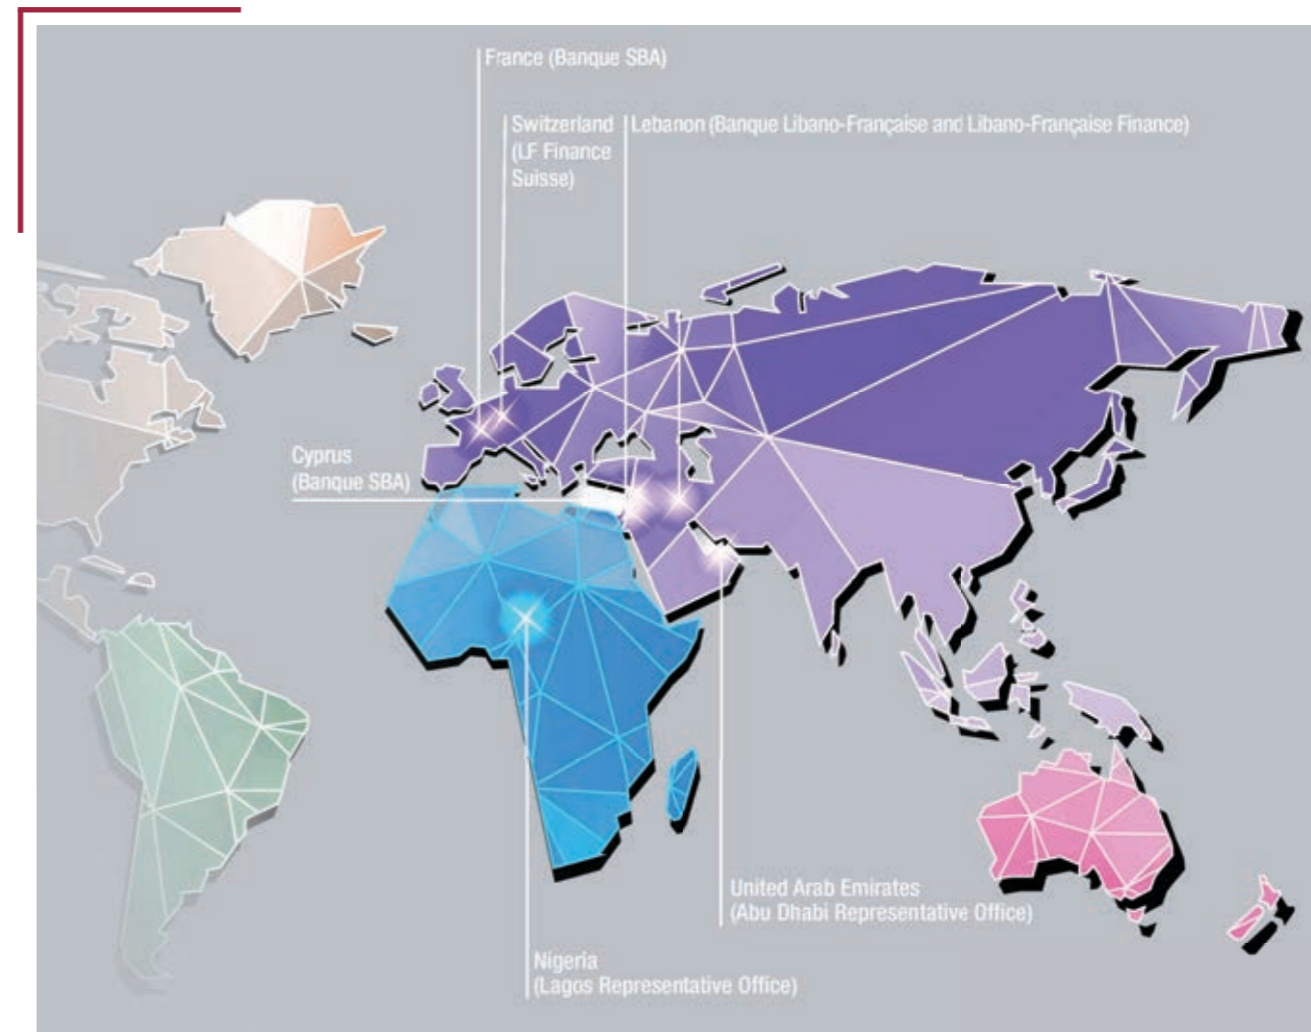 France (Banque SBA)
Switzerland
(LF Finance
Suisse)
Lebanon (Banque Libano-Française and Libano-Française Finance)
Cyprus
(Banque SBA)
United Arab Emirates
(Abu Dhabi Representative Office)
Nigeria
(Lagos Representative Office)